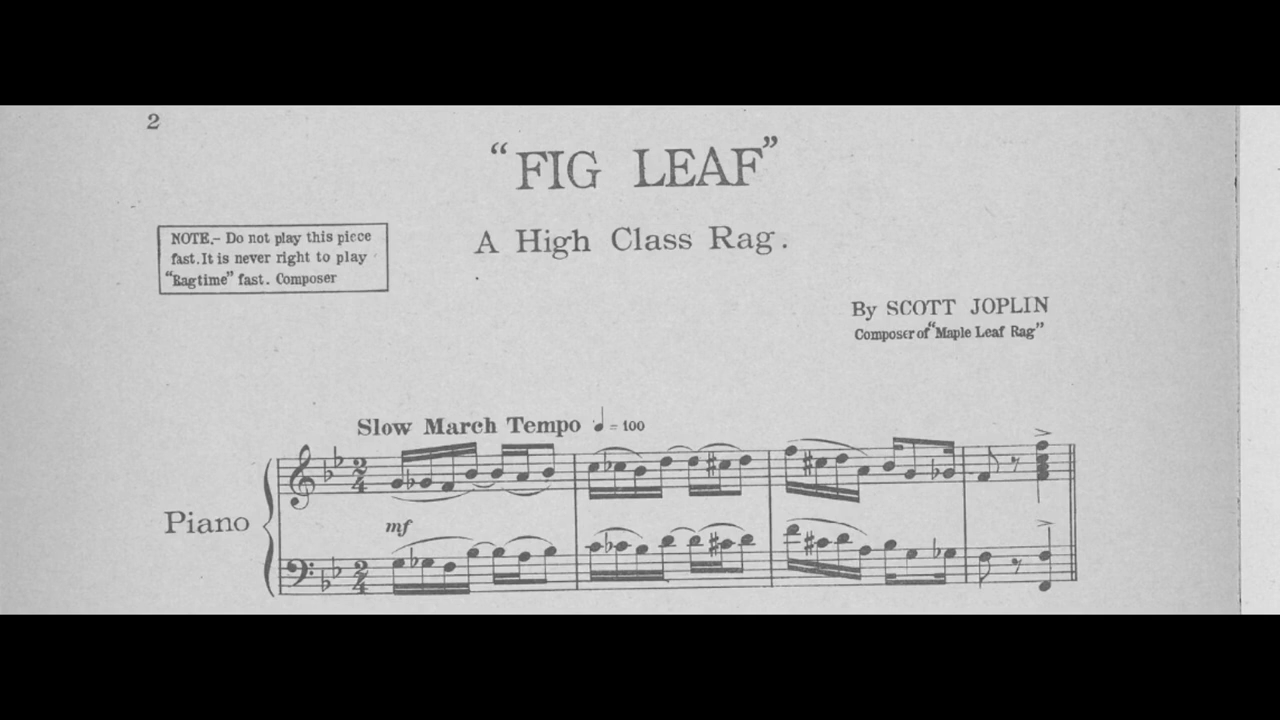 2
“FIG LEAF”
A High Class Rag.
NOTE.- Do not play this piece
fast. It is never right to play
“Ragtime” fast. Composer
By SCOTT JOPLIN
Composer of “Maple Leaf Rag”
Slow March Tempo ♩ = 100
Piano
mf